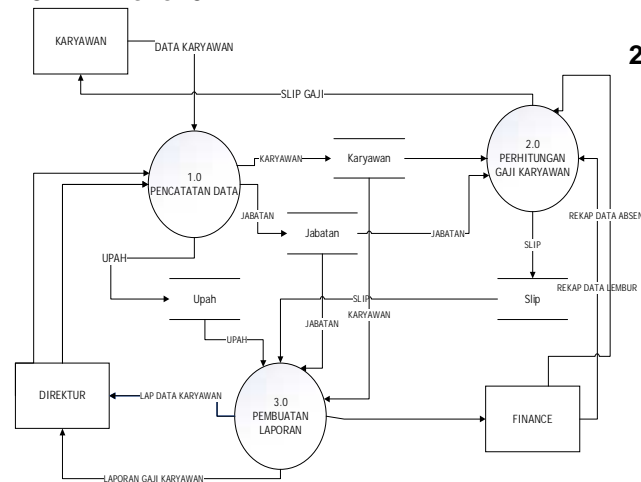 KARYAWAN
DATA KARYAWAN
2
SLIP GAJI
2.0
PERHITUNGAN
GAJI KARYAWAN
1.0
PENCATATAN DATA
KARYAWAN
Karyawan
JABATAN
Jabatan
JABATAN
REKAP DATA ABSEN
SLIP
UPAH
Upah
SLIP
Slip
REKAP DATA LEMBUR
KARYAWAN
JABATAN
UPAH
DIREKTUR
LAP DATA KARYAWAN
3.0
PEMBUATAN
LAPORAN
FINANCE
LAPORAN GAJI KARYAWAN